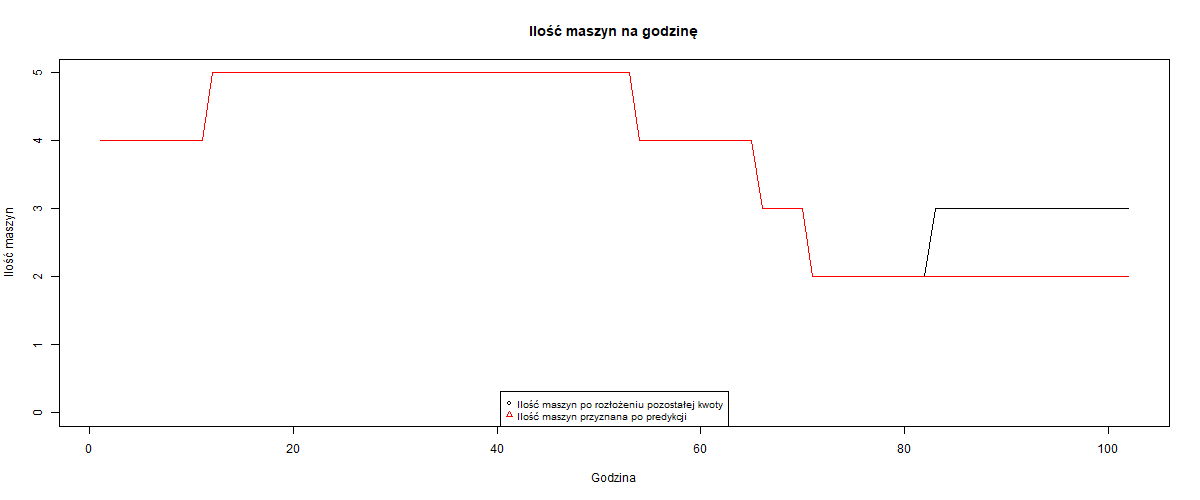 Ilość maszyn na godzinę
Ilość maszyn
5
4
3
2
1
0
Ilość maszyn po rozłożeniu pozostałej kwoty
Ilość maszyn przyznana po predykcji
0 20 40 60 80 100
Godzina